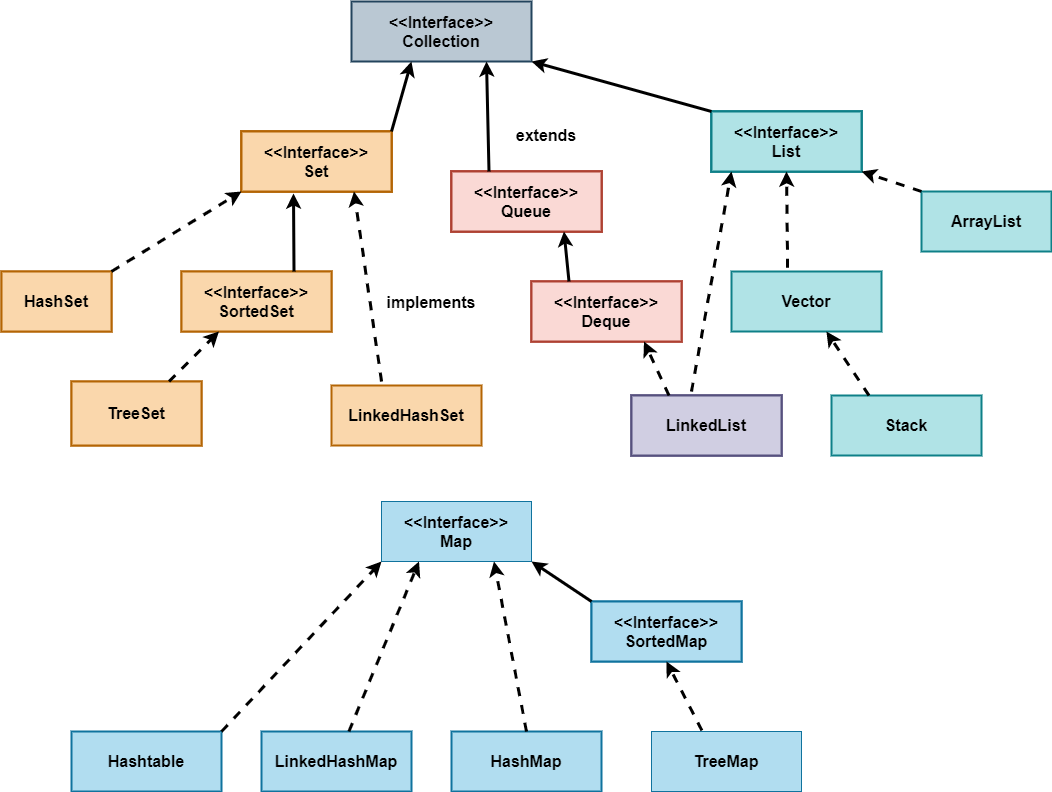 <<Interface>>
Collection
extends
<<Interface>>
Set
<<Interface>>
Queue
<<Interface>>
List
ArrayList
HashSet
<<Interface>>
SortedSet
implements
<<Interface>>
Deque
Vector
TreeSet
LinkedHashSet
LinkedList
Stack
<<Interface>>
Map
<<Interface>>
SortedMap
Hashtable
LinkedHashMap
HashMap
TreeMap